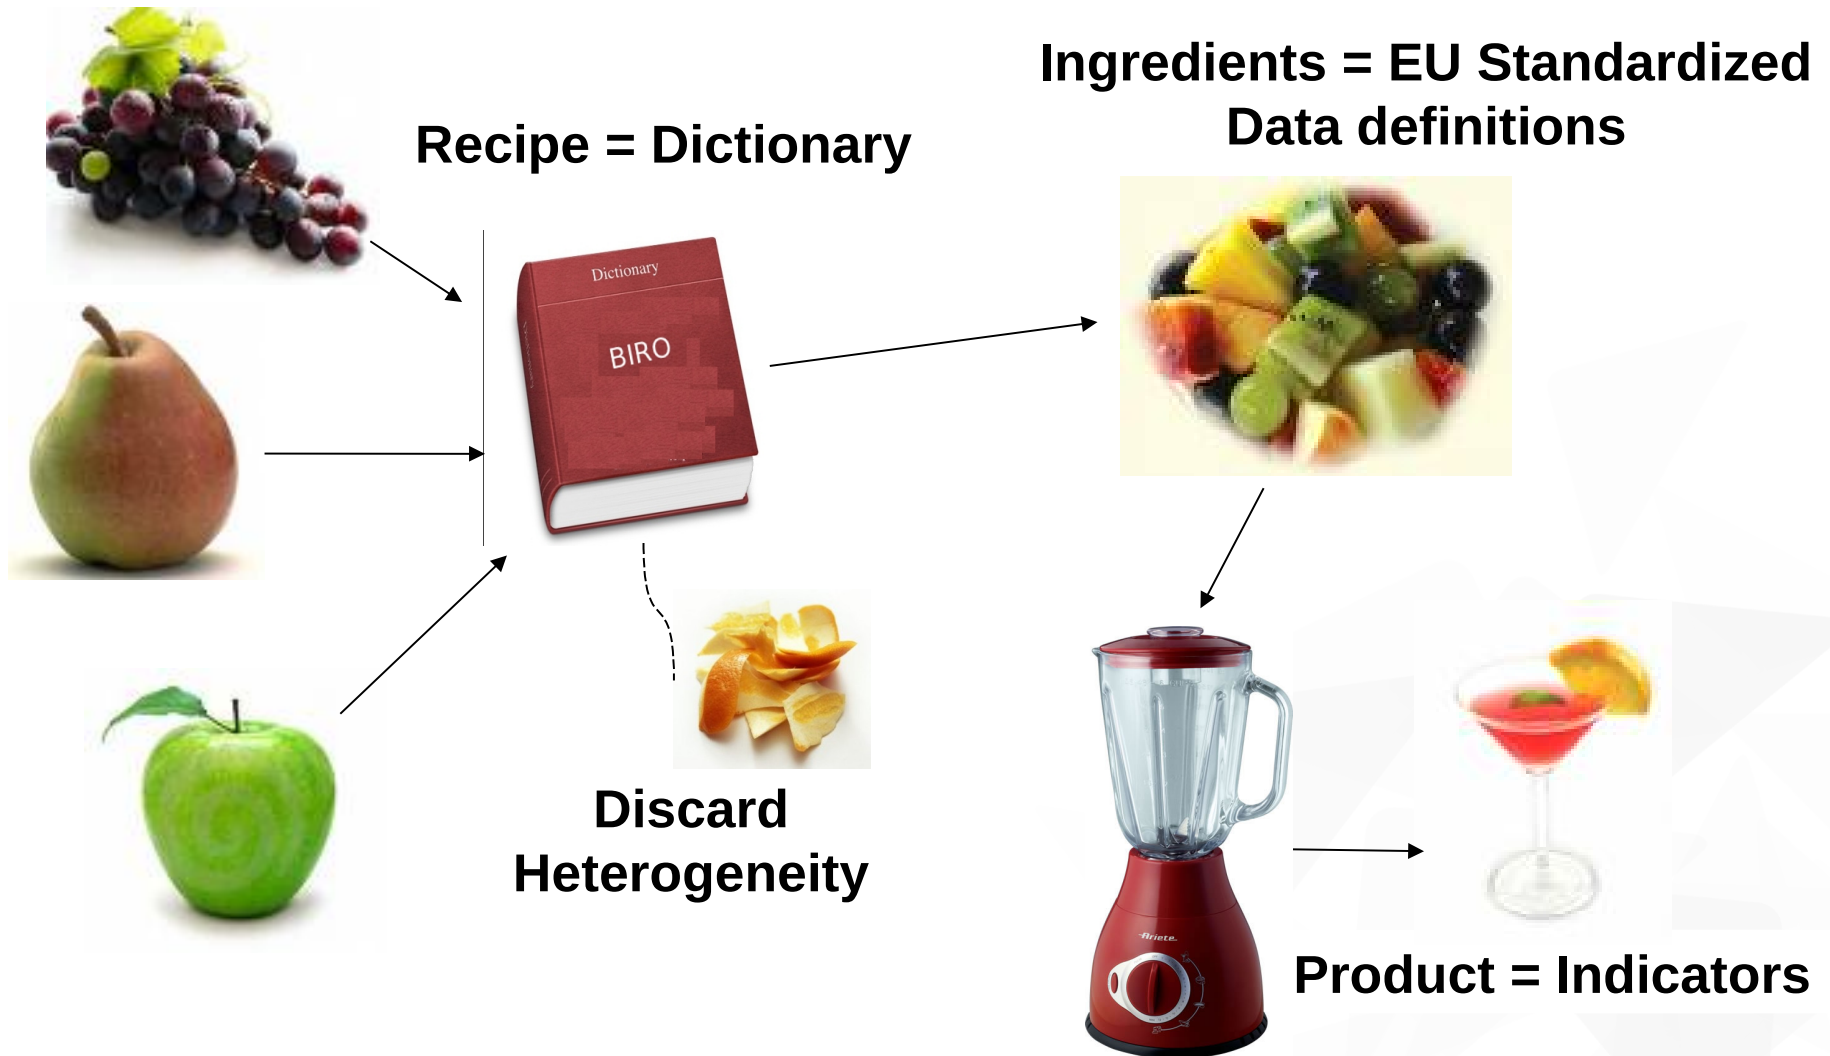 Ingredients = EU Standardized
Data definitions
Recipe = Dictionary
Dictionary
BIRO
Discard
Heterogeneity
Ariete
Product = Indicators